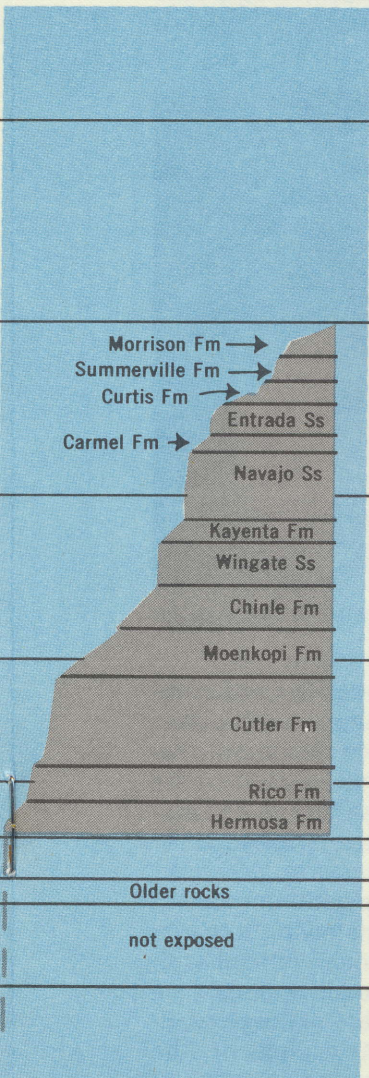 Morrison Fm
Summerville Fm
Curtis Fm
Entrada Ss
Carmel Fm
Navajo Ss
Kayenta Fm
Wingate Ss
Chinle Fm
Moenkopi Fm
Cutler Fm
Rico Fm
Hermosa Fm
Older rocks
not exposed